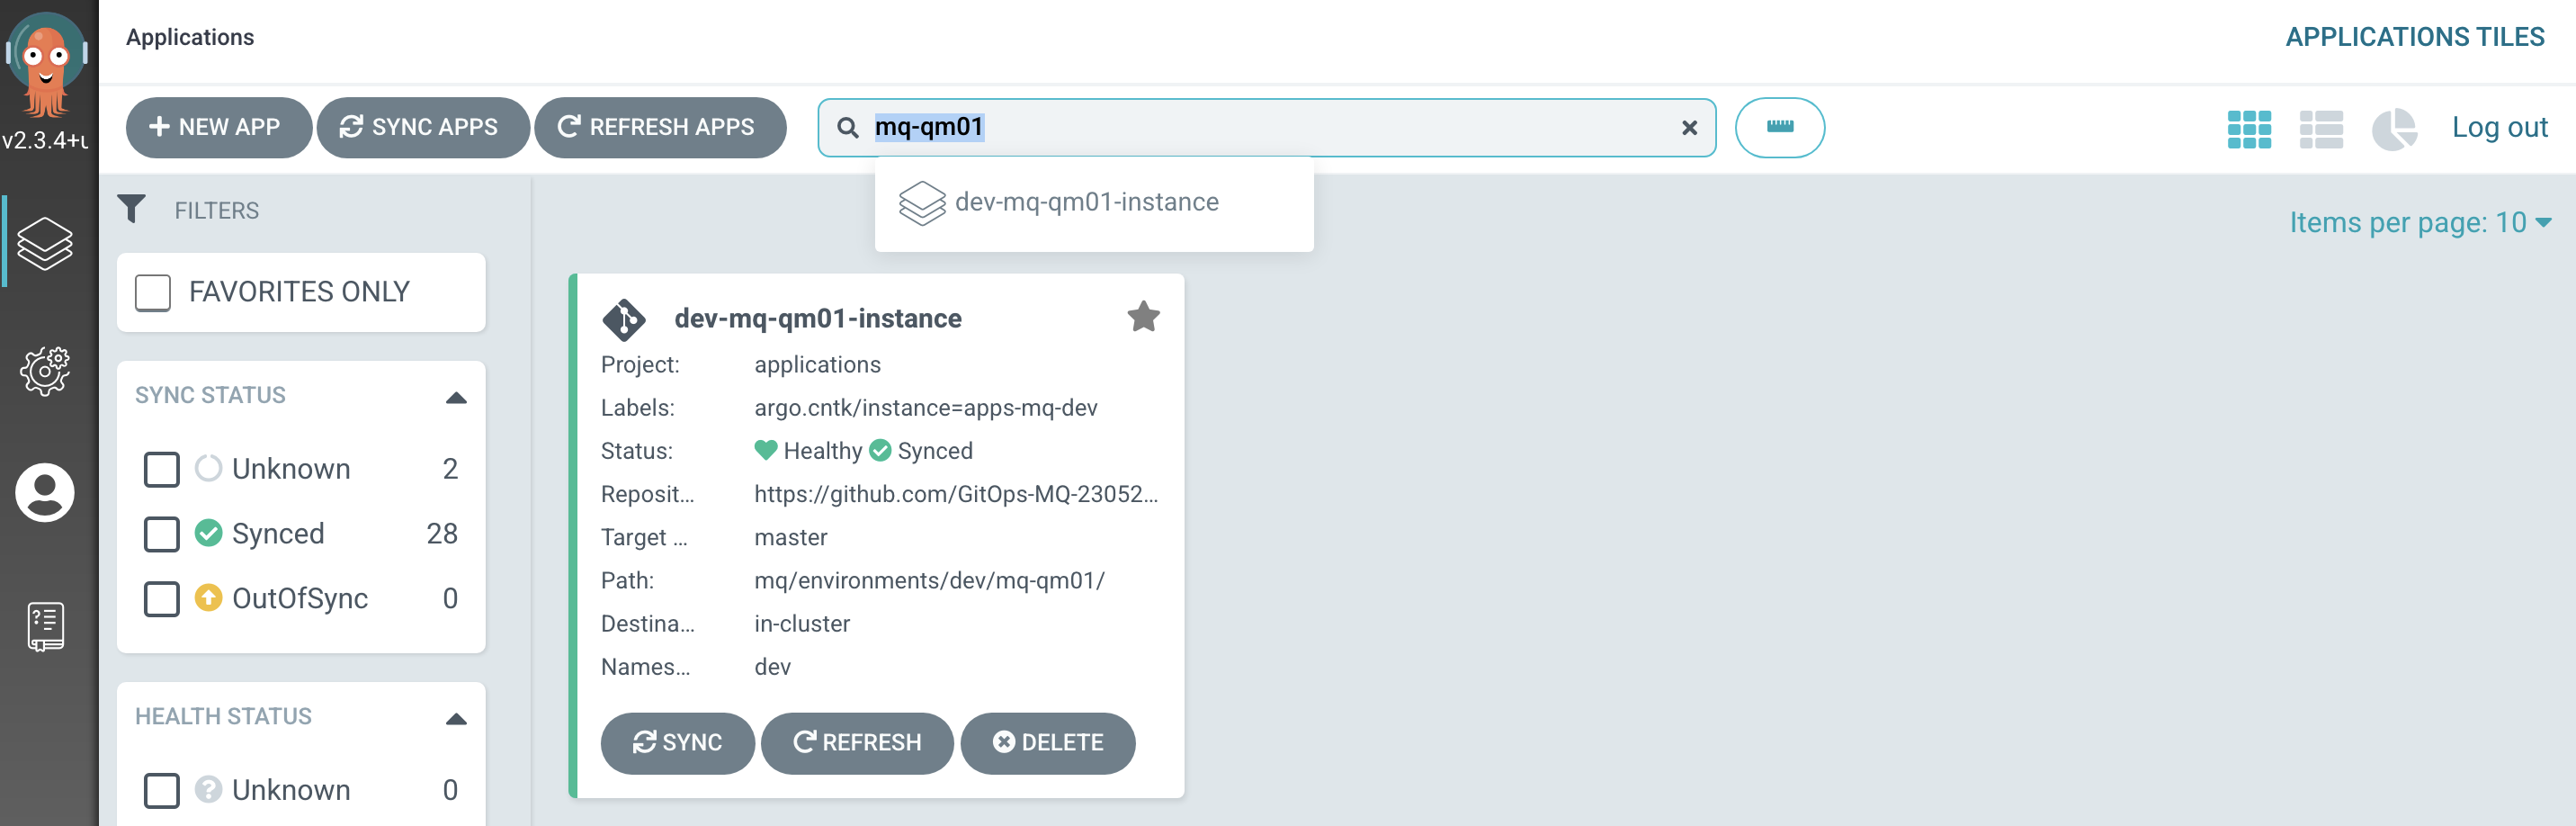 Applications
APPLICATIONS TILES
v2.3.4+u
NEW APP
SYNC APPS
REFRESH APPS
mq-qm01
Log out
dev-mq-qm01-instance
FILTERS
Items per page: 10
FAVORITES ONLY
SYNC STATUS
Unknown 2
Synced 28
OutOfSync 0
HEALTH STATUS
Unknown 0
dev-mq-qm01-instance
Project: applications
Labels: argo.cntk/instance=apps-mq-dev
Status: Healthy Synced
Reposit... https://github.com/GitOps-MQ-23052...
Target ... master
Path: mq/environments/dev/mq-qm01/
Destina... in-cluster
Names... dev
SYNC
REFRESH
DELETE